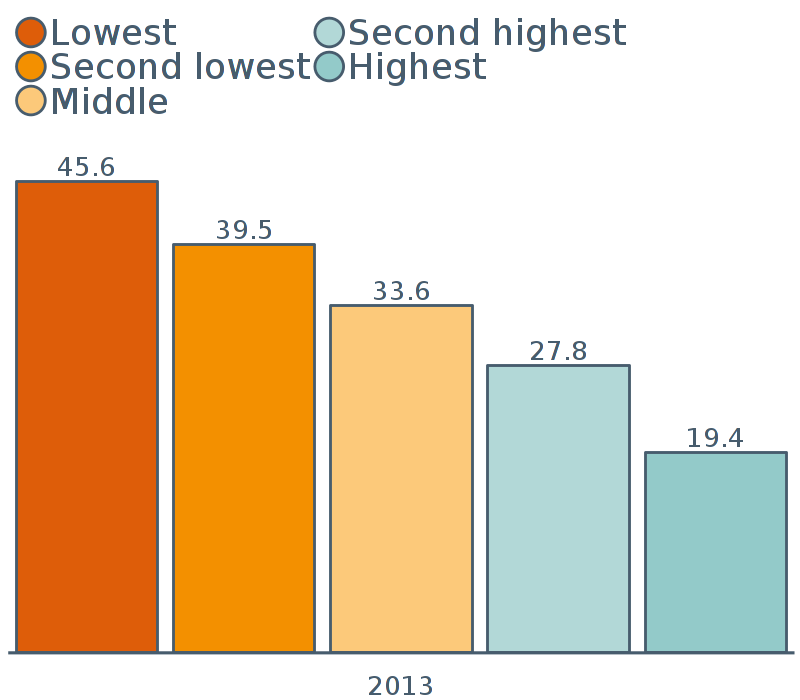 Lowest
Second lowest
Middle
Second highest
Highest
45.6
39.5
33.6
27.8
19.4
2013